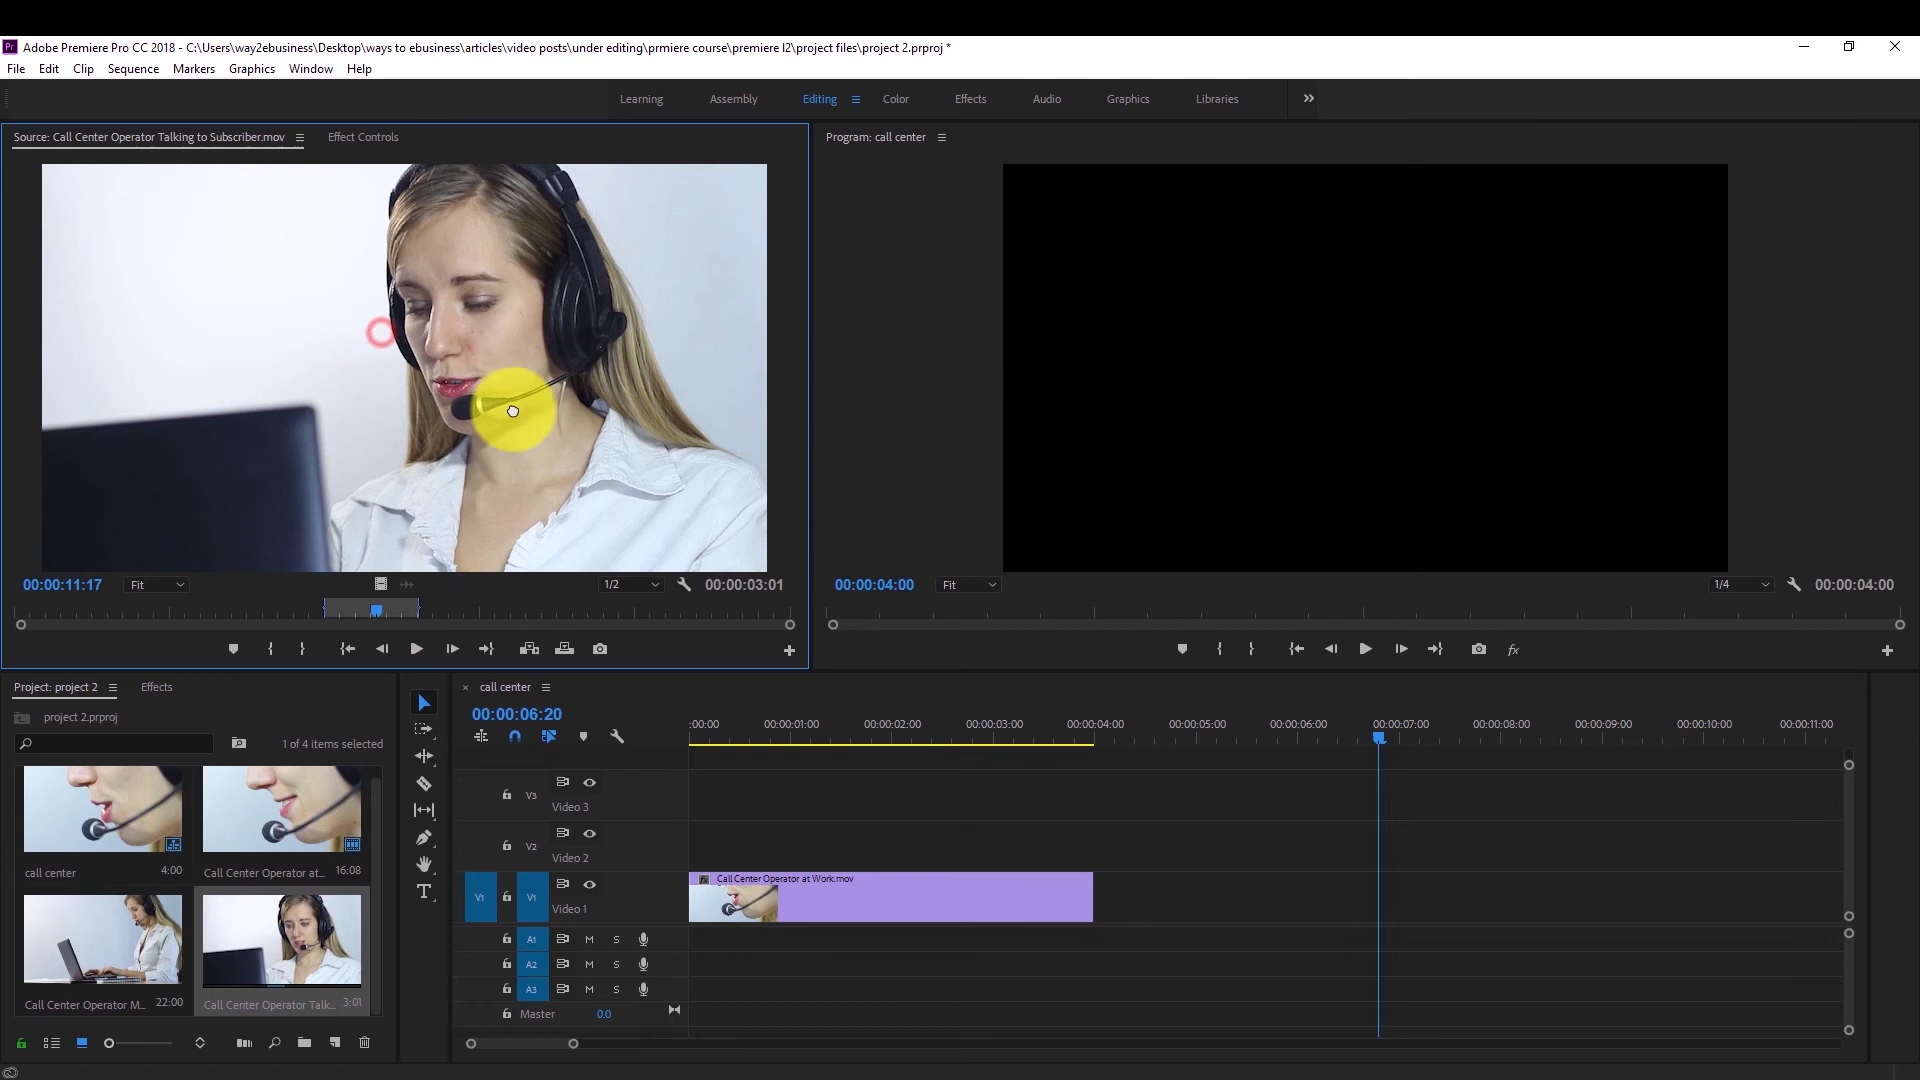 Pr Adobe Premiere Pro CC 2018 - C:\Users\way2ebusiness\Desktop\ways to ebusiness\articles\video posts\under editing\prmiere course\premiere l2\project files\project 2.prproj *
File Edit Clip Sequence Markers Graphics Window Help
Learning Assembly Editing Color Effects Audio Graphics Libraries
Source: Call Center Operator Talking to Subscriber.mov Effect Controls
Program: call center
00:00:11:17 Fit 1/2 00:00:03:01
00:00:04:00 Fit 1/4 00:00:04:00
fx
Project: project 2 Effects
project 2.prproj
1 of 4 items selected
call center 4:00
Call Center Operator at... 16:08
Call Center Operator M... 22:00
Call Center Operator Talk... 3:01
T
× call center
00:00:06:20
:00:00 00:00:01:00 00:00:02:00 00:00:03:00 00:00:04:00 00:00:05:00 00:00:06:00 00:00:07:00 00:00:08:00 00:00:09:00 00:00:10:00 00:00:11:00
V3
Video 3
V2
Video 2
V1 V1
Video 1
fx Call Center Operator at Work.mov
A1 M S
A2 M S
A3 M S
Master 0.0